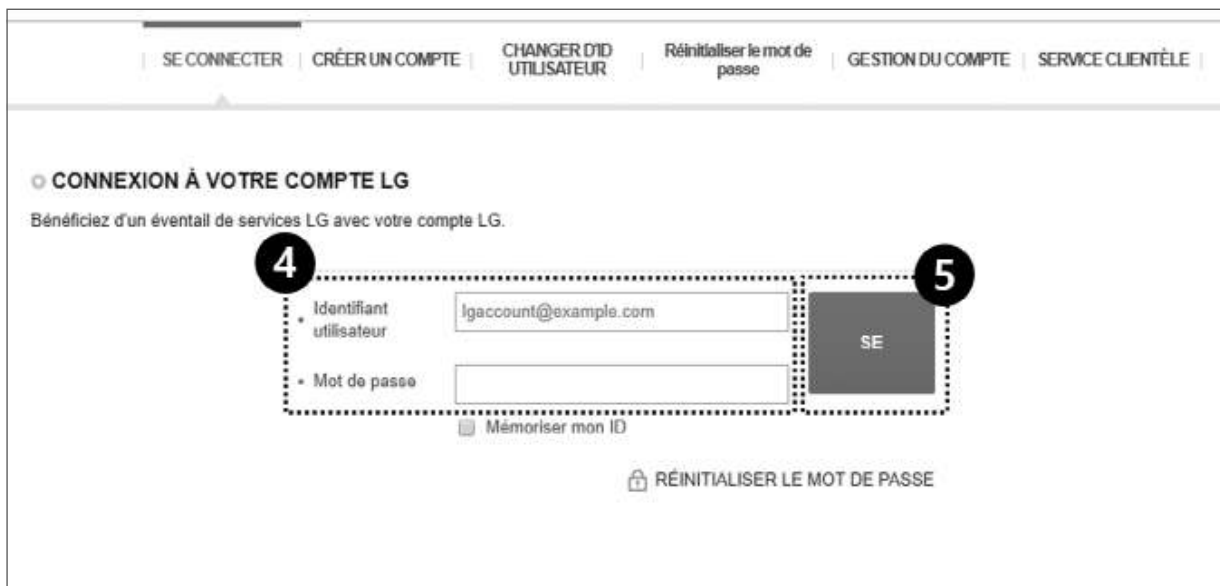 SE CONNECTER
CRÉER UN COMPTE
CHANGER D'ID
UTILISATEUR
Réinitialiser le mot de
passe
GESTION DU COMPTE
SERVICE CLIENTÈLE
CONNEXION À VOTRE COMPTE LG
Bénéficiez d'un éventail de services LG avec votre compte LG.
4
5
Identifiant
utilisateur
lgaccount@example.com
SE
Mot de passe
Mémoriser mon ID
RÉINITIALISER LE MOT DE PASSE